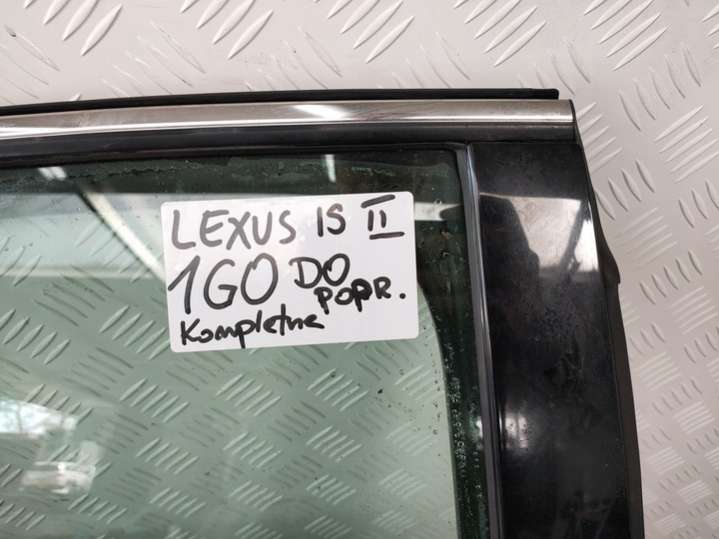 LEXUS IS II
1G0 DO POPR.
Kompletne